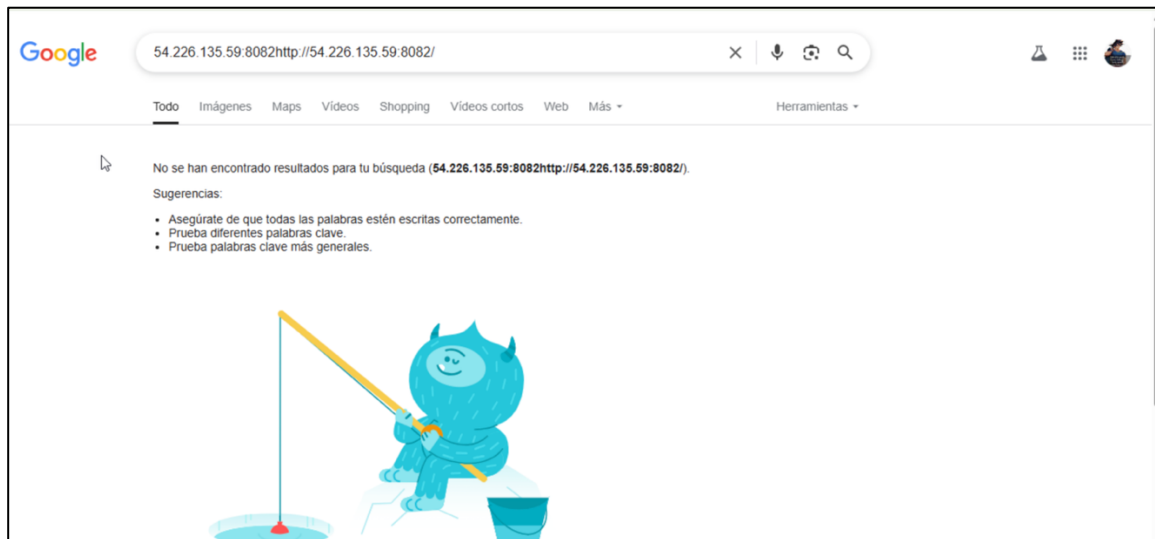 Google
54.226.135.59:8082http://54.226.135.59:8082/
Todo Imágenes Maps Vídeos Shopping Vídeos cortos Web Más Herramientas
No se han encontrado resultados para tu búsqueda (54.226.135.59:8082http://54.226.135.59:8082/).
Sugerencias:
• Asegúrate de que todas las palabras estén escritas correctamente.
• Prueba diferentes palabras clave.
• Prueba palabras clave más generales.